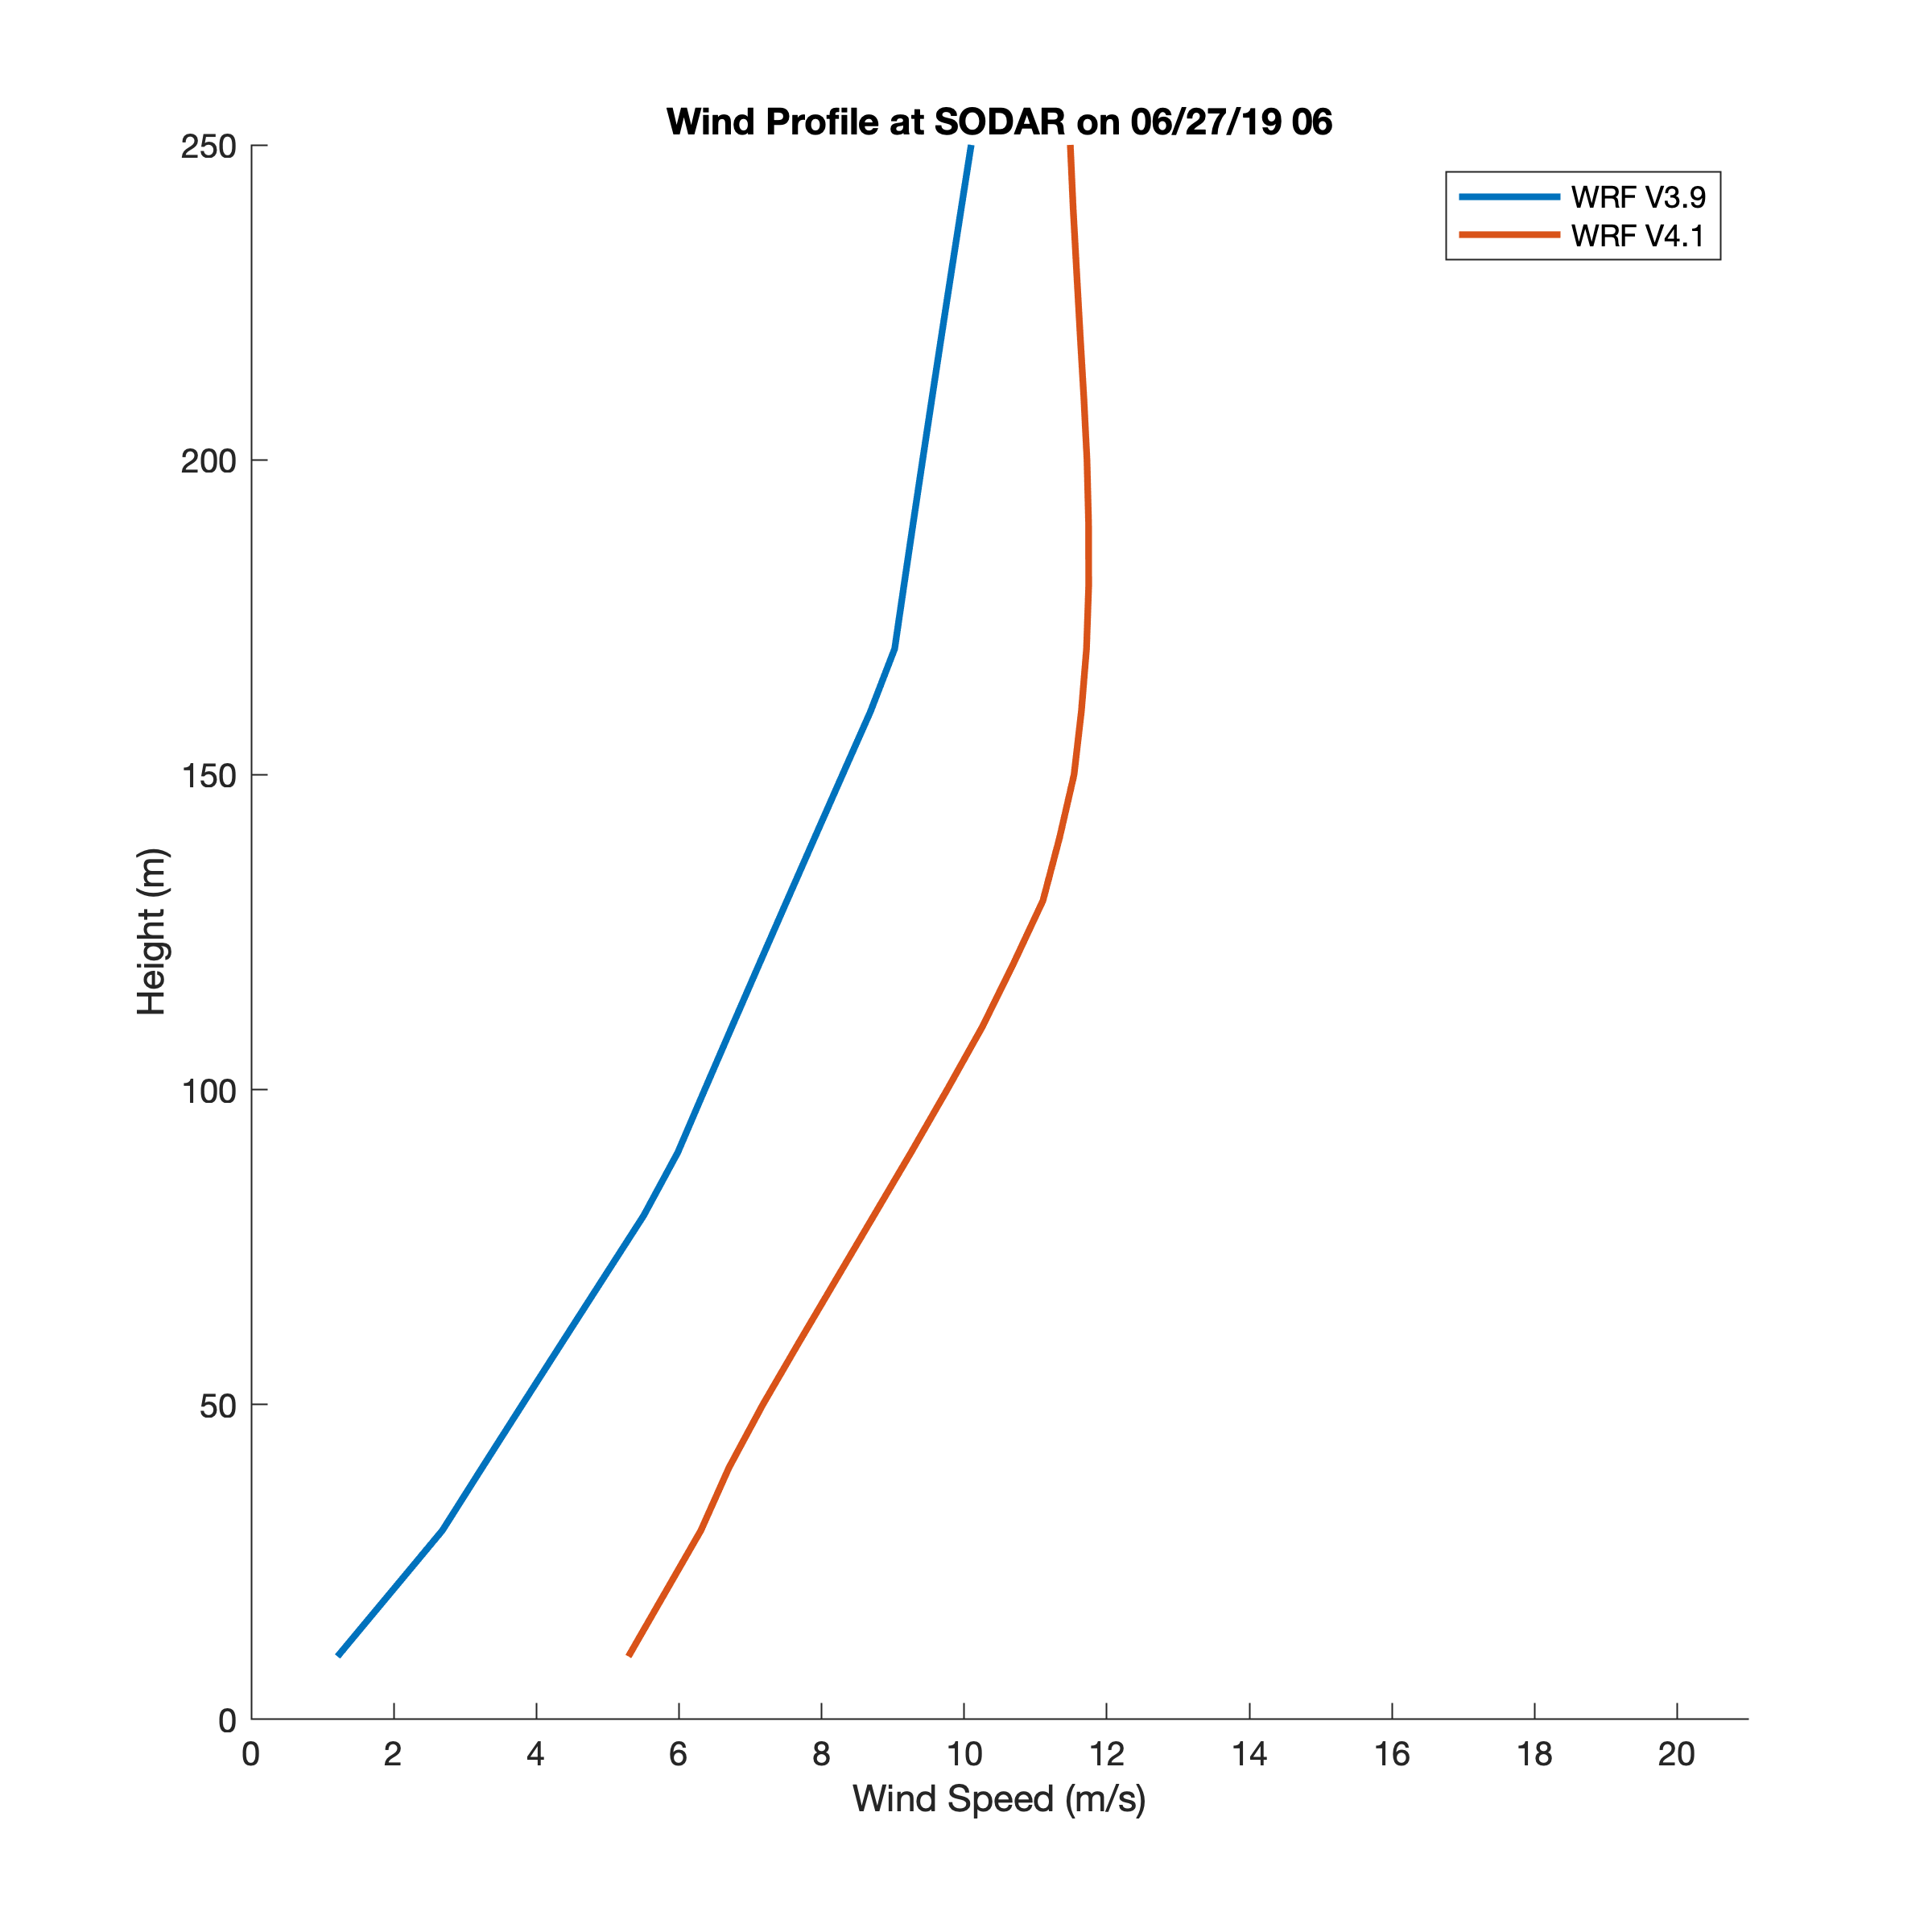 Wind Profile at SODAR on 06/27/19 06
WRF V3.9
WRF V4.1
250
200
150
100
50
0
Height (m)
0 2 4 6 8 10 12 14 16 18 20
Wind Speed (m/s)